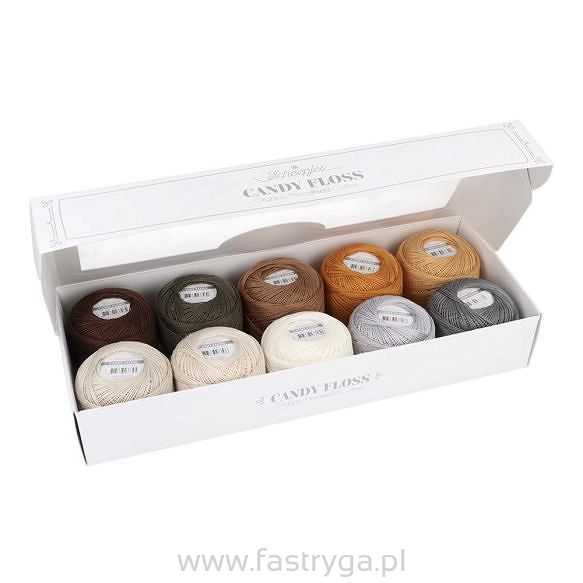 Scheepjes
CANDY FLOSS
Organic Mercerised Cotton
CANDY FLOSS
Organic Mercerised Cotton
www.fastryga.pl